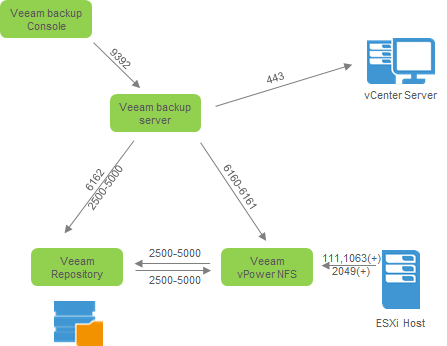 Veeam backup
Console
9392
443
vCenter Server
Veeam backup
server
6162
2500-5000
6160-6161
Veeam
Repository
2500-5000
2500-5000
Veeam
vPower NFS
111,1063(+)
2049(+)
ESXi Host